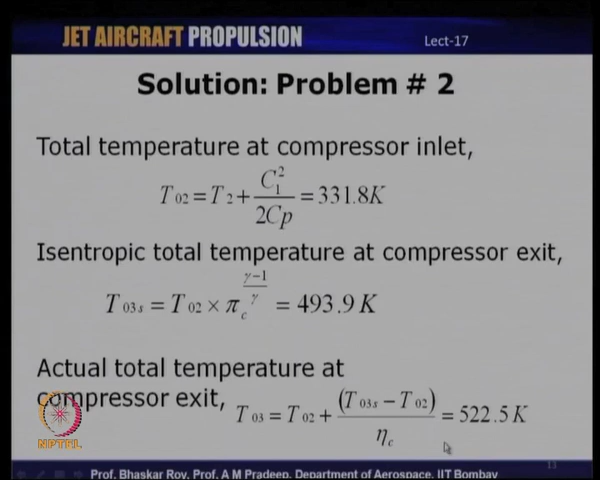 JET AIRCRAFT PROPULSION
Lect-17
Solution: Problem # 2
Total temperature at compressor inlet,
T02 = T2 + C1^2 / 2Cp = 331.8K
Isentropic total temperature at compressor exit,
T03s = T02 × πc^((γ−1)/γ) = 493.9 K
Actual total temperature at
compressor exit, T03 = T02 + (T03s − T02) / ηc = 522.5 K
NPTEL
13
Prof. Bhaskar Roy, Prof. A M Pradeep, Department of Aerospace, IIT Bombay